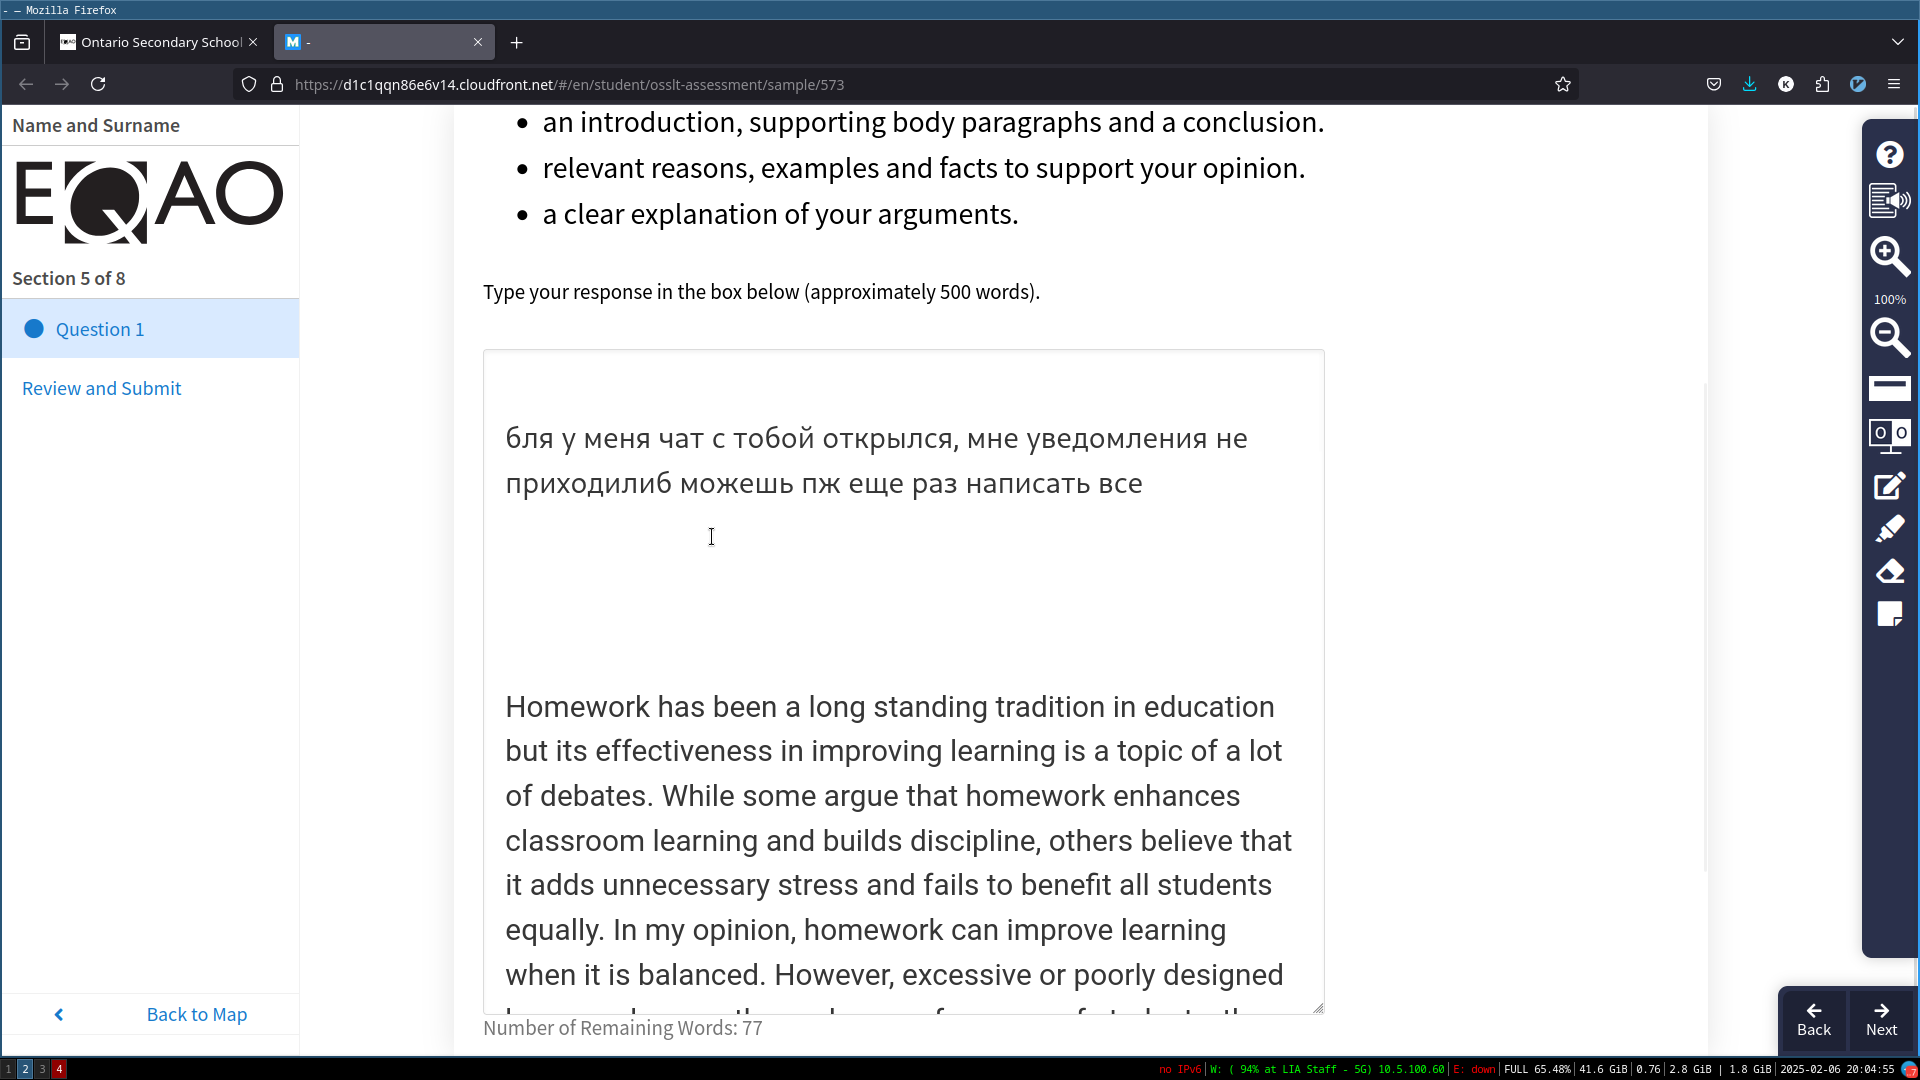 - — Mozilla Firefox
Ontario Secondary School
M -
https://d1c1qqn86e6v14.cloudfront.net/#/en/student/osslt-assessment/sample/573
K
Name and Surname
EQAO
Section 5 of 8
Question 1
Review and Submit
Back to Map
• an introduction, supporting body paragraphs and a conclusion.
• relevant reasons, examples and facts to support your opinion.
• a clear explanation of your arguments.
Type your response in the box below (approximately 500 words).
бля у меня чат с тобой открылся, мне уведомления не
приходилиб можешь пж еще раз написать все
Homework has been a long standing tradition in education
but its effectiveness in improving learning is a topic of a lot
of debates. While some argue that homework enhances
classroom learning and builds discipline, others believe that
it adds unnecessary stress and fails to benefit all students
equally. In my opinion, homework can improve learning
when it is balanced. However, excessive or poorly designed
Number of Remaining Words: 77
100%
Back
Next
1 2 3 4
no IPv6|W: ( 94% at LIA Staff - 5G) 10.5.100.60|E: down|FULL 65.48%|41.6 GiB|0.76|2.8 GiB | 1.8 GiB|2025-02-06 20:04:55